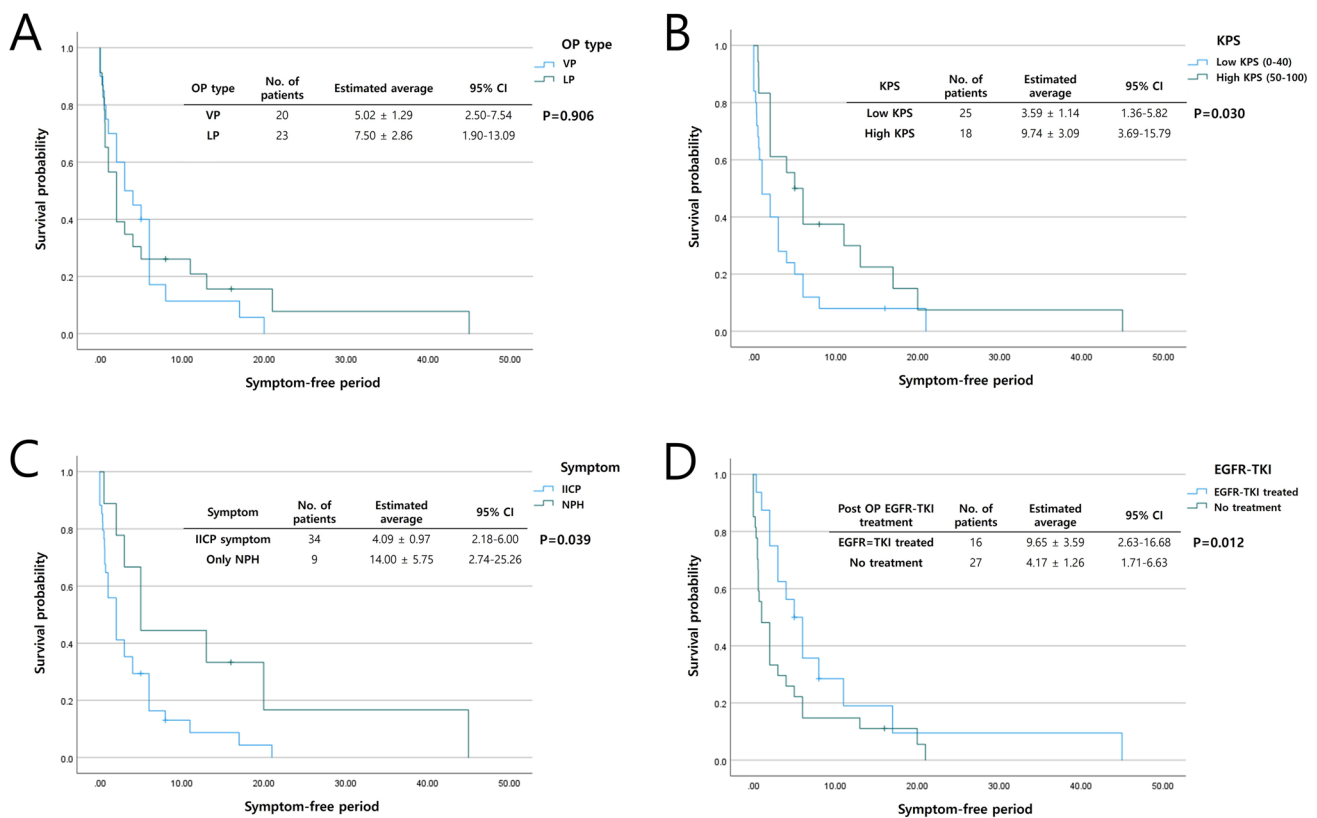 A
OP type
VP
LP
OP type No. of patients Estimated average 95% CI
VP 20 5.02 ± 1.29 2.50-7.54
LP 23 7.50 ± 2.86 1.90-13.09
P=0.906
Survival probability
1.0
0.8
0.6
0.4
0.2
0.0
.00 10.00 20.00 30.00 40.00 50.00
Symptom-free period
B
KPS
Low KPS (0-40)
High KPS (50-100)
KPS No. of patients Estimated average 95% CI
Low KPS 25 3.59 ± 1.14 1.36-5.82
High KPS 18 9.74 ± 3.09 3.69-15.79
P=0.030
Survival probability
1.0
0.8
0.6
0.4
0.2
0.0
.00 10.00 20.00 30.00 40.00 50.00
Symptom-free period
C
Symptom
IICP
NPH
Symptom No. of patients Estimated average 95% CI
IICP symptom 34 4.09 ± 0.97 2.18-6.00
Only NPH 9 14.00 ± 5.75 2.74-25.26
P=0.039
Survival probability
1.0
0.8
0.6
0.4
0.2
0.0
.00 10.00 20.00 30.00 40.00 50.00
Symptom-free period
D
EGFR-TKI
EGFR-TKI treated
No treatment
Post OP EGFR-TKI treatment No. of patients Estimated average 95% CI
EGFR=TKI treated 16 9.65 ± 3.59 2.63-16.68
No treatment 27 4.17 ± 1.26 1.71-6.63
P=0.012
Survival probability
1.0
0.8
0.6
0.4
0.2
0.0
.00 10.00 20.00 30.00 40.00 50.00
Symptom-free period